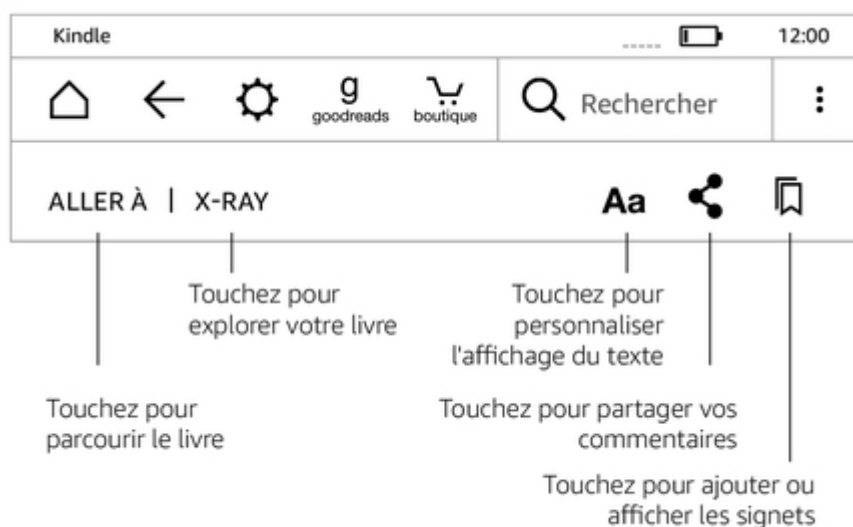 Kindle 12:00
g
goodreads boutique Rechercher
ALLER À | X-RAY Aa
Touchez pour
explorer votre livre
Touchez pour
personnaliser
l'affichage du texte
Touchez pour
parcourir le livre
Touchez pour partager vos
commentaires
Touchez pour ajouter ou
afficher les signets